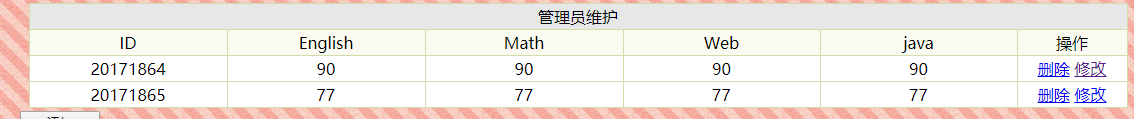 管理员维护
ID English Math Web java 操作
20171864 90 90 90 90 删除 修改
20171865 77 77 77 77 删除 修改